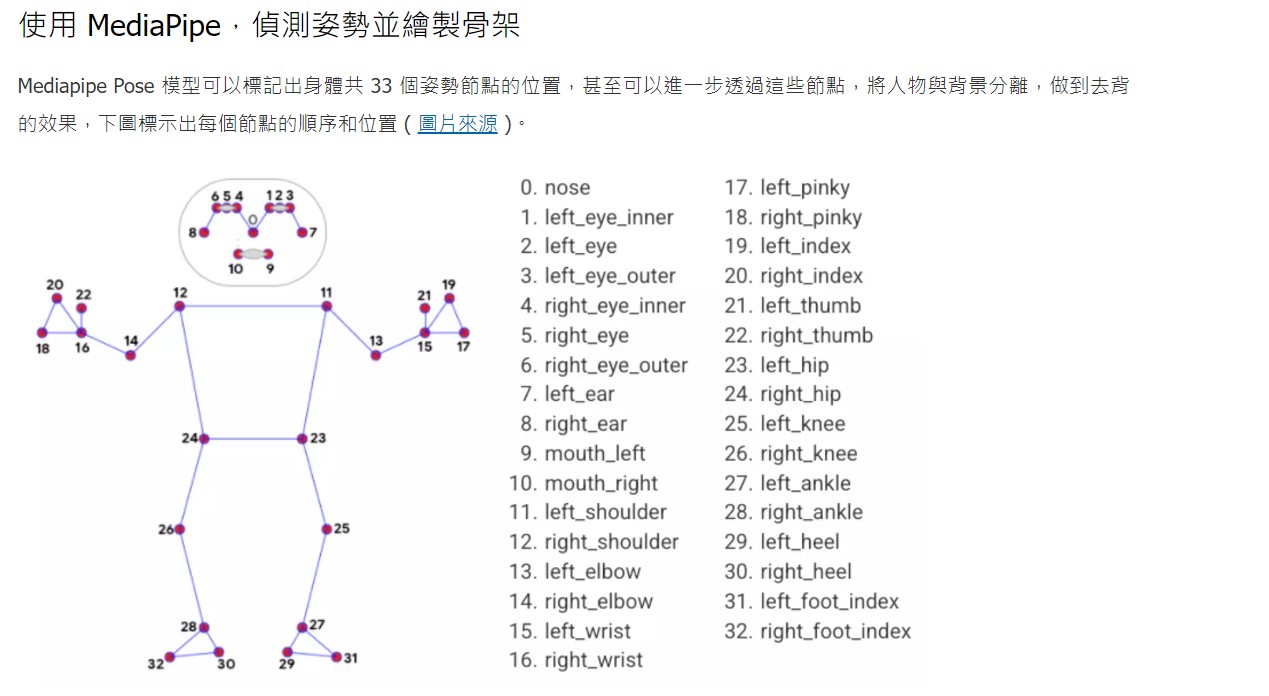 使用 MediaPipe，偵測姿勢並繪製骨架
Mediapipe Pose 模型可以標記出身體共 33 個姿勢節點的位置，甚至可以進一步透過這些節點，將人物與背景分離，做到去背
的效果，下圖標示出每個節點的順序和位置 ( 圖片來源 )。
6 5 4 1 2 3
0
8 7
10 9
20 22 12 11 21 19
18 16 14 13 15 17
24 23
26 25
28 27
32 30 29 31
0. nose
1. left_eye_inner
2. left_eye
3. left_eye_outer
4. right_eye_inner
5. right_eye
6. right_eye_outer
7. left_ear
8. right_ear
9. mouth_left
10. mouth_right
11. left_shoulder
12. right_shoulder
13. left_elbow
14. right_elbow
15. left_wrist
16. right_wrist
17. left_pinky
18. right_pinky
19. left_index
20. right_index
21. left_thumb
22. right_thumb
23. left_hip
24. right_hip
25. left_knee
26. right_knee
27. left_ankle
28. right_ankle
29. left_heel
30. right_heel
31. left_foot_index
32. right_foot_index